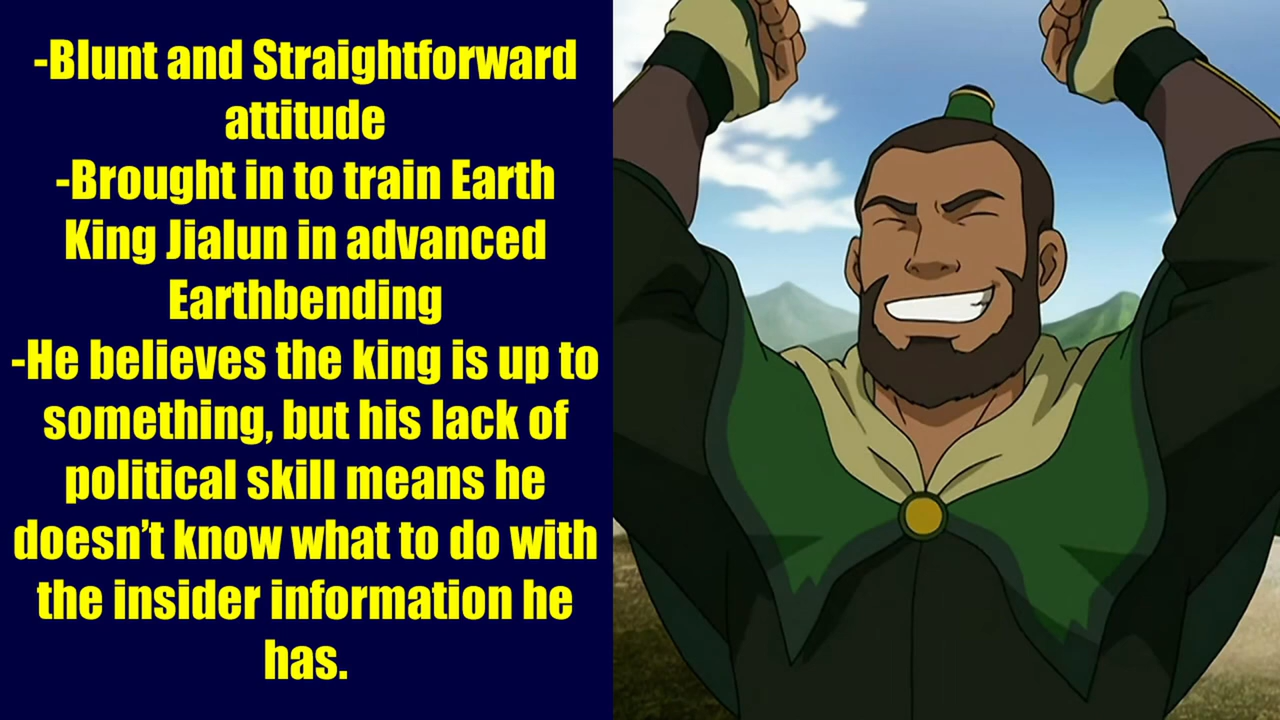 -Blunt and Straightforward
attitude
-Brought in to train Earth
King Jialun in advanced
Earthbending
-He believes the king is up to
something, but his lack of
political skill means he
doesn’t know what to do with
the insider information he
has.